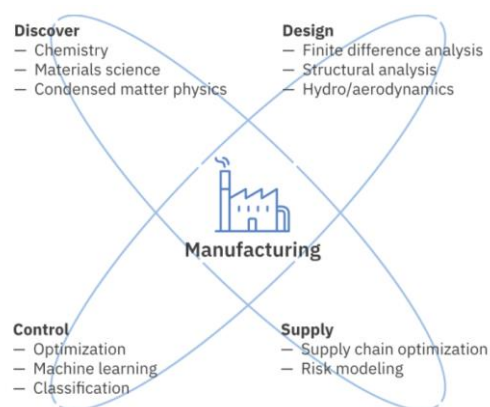 Discover
— Chemistry
— Materials science
— Condensed matter physics
Design
— Finite difference analysis
— Structural analysis
— Hydro/aerodynamics
Manufacturing
Control
— Optimization
— Machine learning
— Classification
Supply
— Supply chain optimization
— Risk modeling